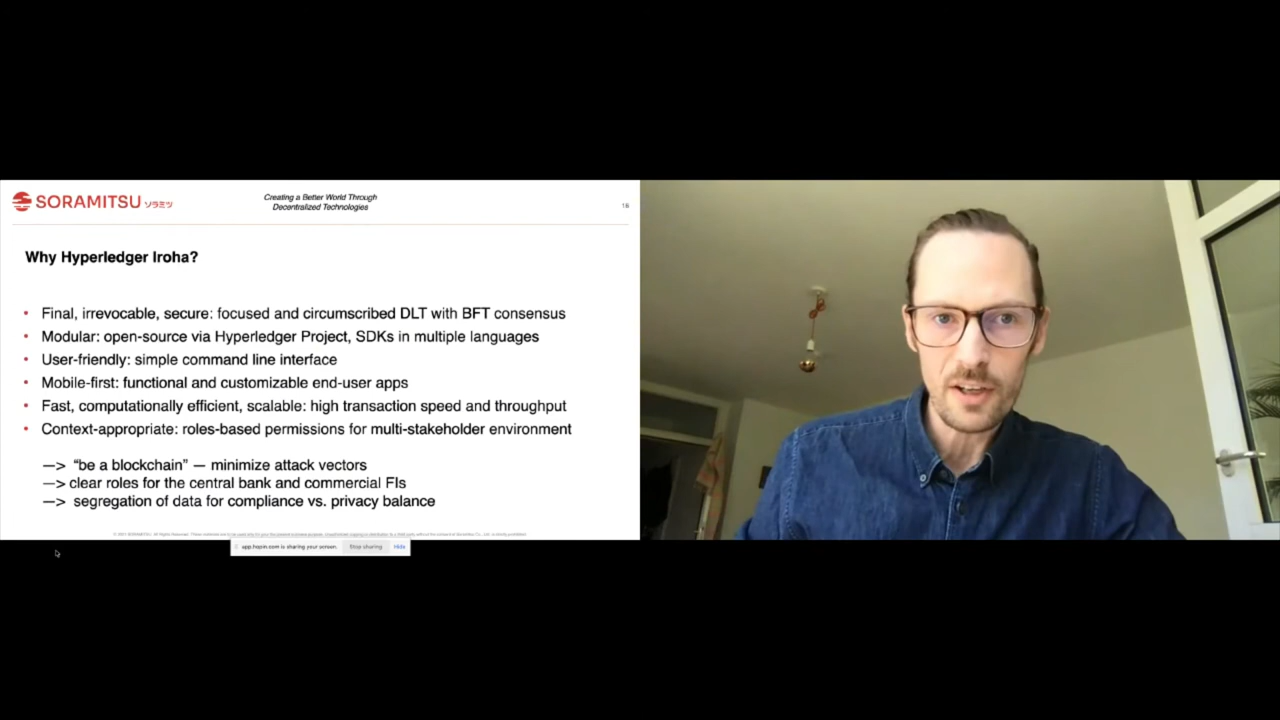 SORAMITSU ソラミツ
Creating a Better World Through
Decentralized Technologies
16
Why Hyperledger Iroha?
• Final, irrevocable, secure: focused and circumscribed DLT with BFT consensus
• Modular: open-source via Hyperledger Project, SDKs in multiple languages
• User-friendly: simple command line interface
• Mobile-first: functional and customizable end-user apps
• Fast, computationally efficient, scalable: high transaction speed and throughput
• Context-appropriate: roles-based permissions for multi-stakeholder environment
—> “be a blockchain” — minimize attack vectors
—> clear roles for the central bank and commercial FIs
—> segregation of data for compliance vs. privacy balance
app.hopin.com is sharing your screen. Stop sharing Hide